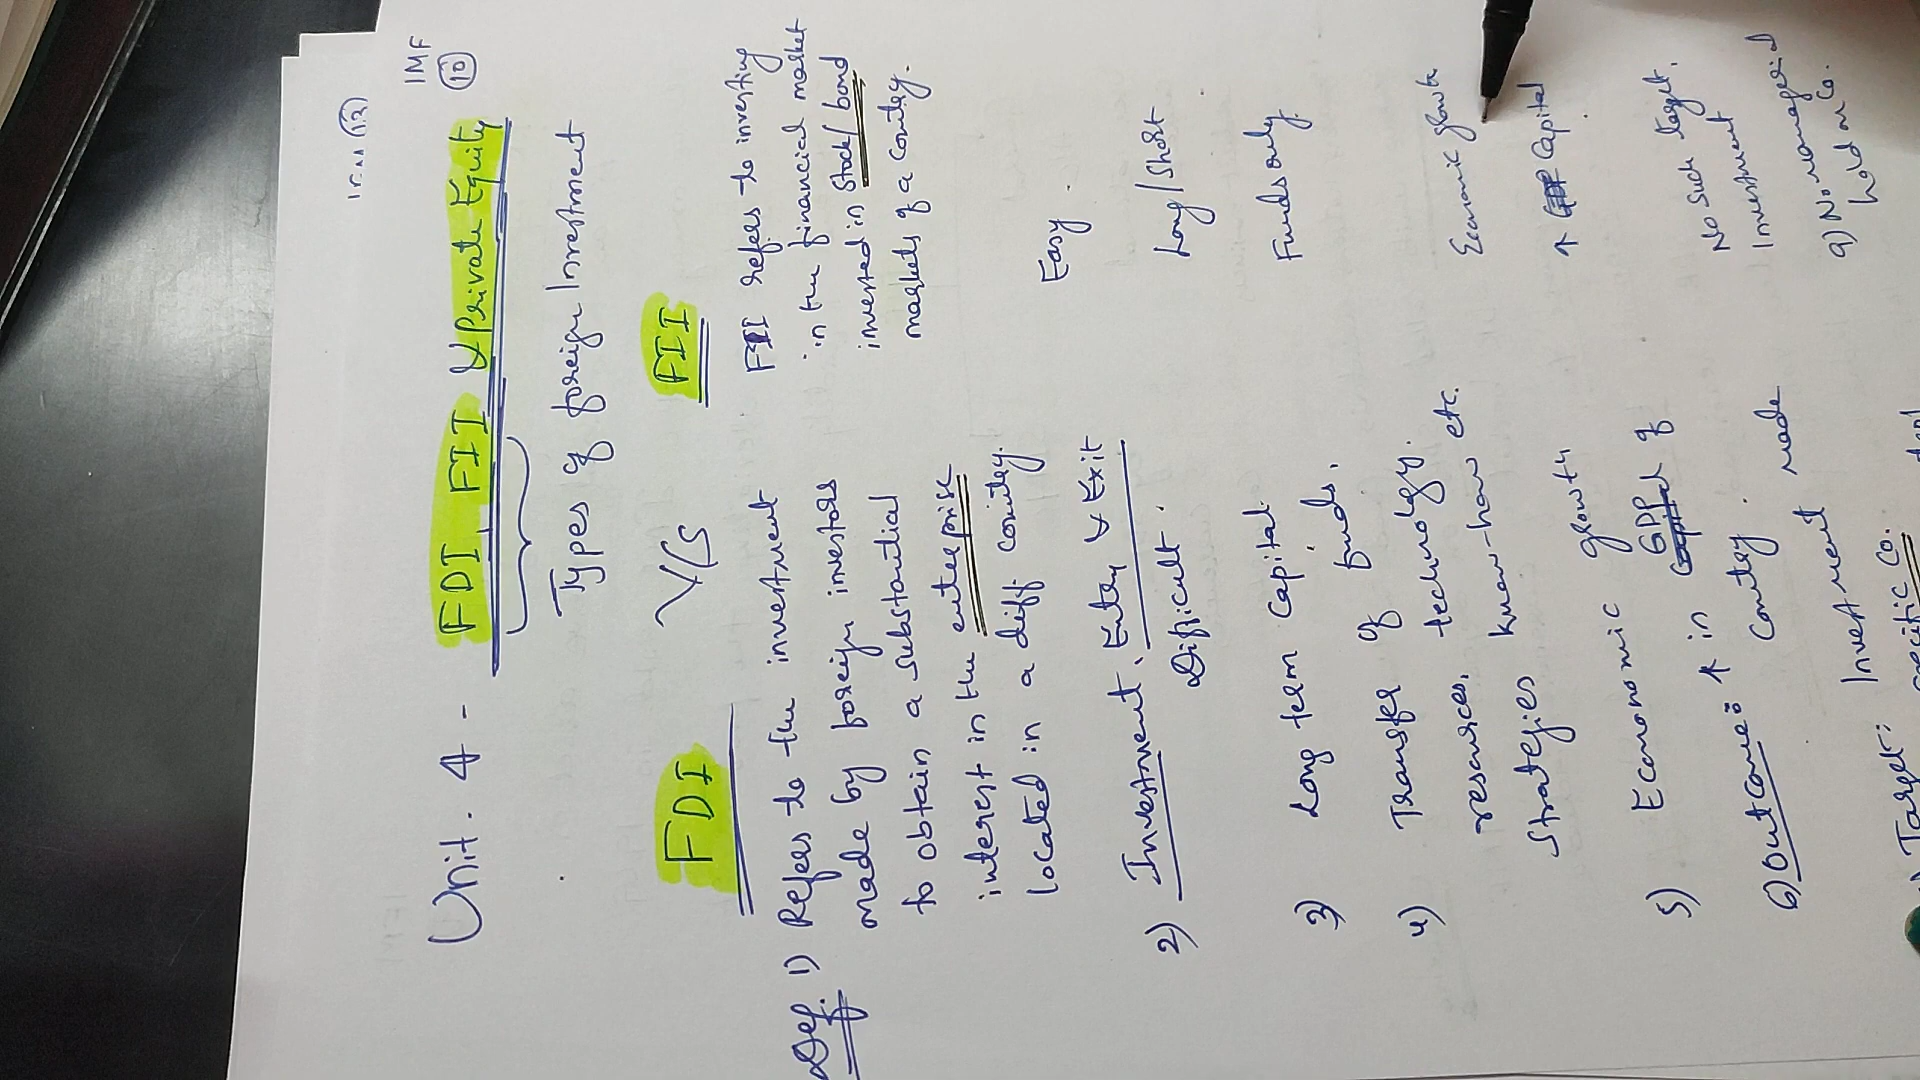 IMF
(12)
(10)
Unit. 4 - FDI, FII & Private Equity
Types of foreign Investment
FDI V/s FII
Def. 1) Refers to the investment
made by foreign investors
to obtain a substantial
interest in the enterprise
located in a diff. country.
FII refers to investing
in the financial market
invested in Stock/bond
markets of a country.
2) Investment, Entry & Exit
Difficult.
Easy.
3) Long term Capital
Long/Short
4) Transfer of funds,
resources, technology.
Strategies know-how etc.
Funds only.
5) Economic growth
Economic growth
6) Outcome: ↑ in GDP of
Country.
↑ Capital
Target: Investment made
specific Co.
No Such target.
Investment
9) No managerial
hold on Co.